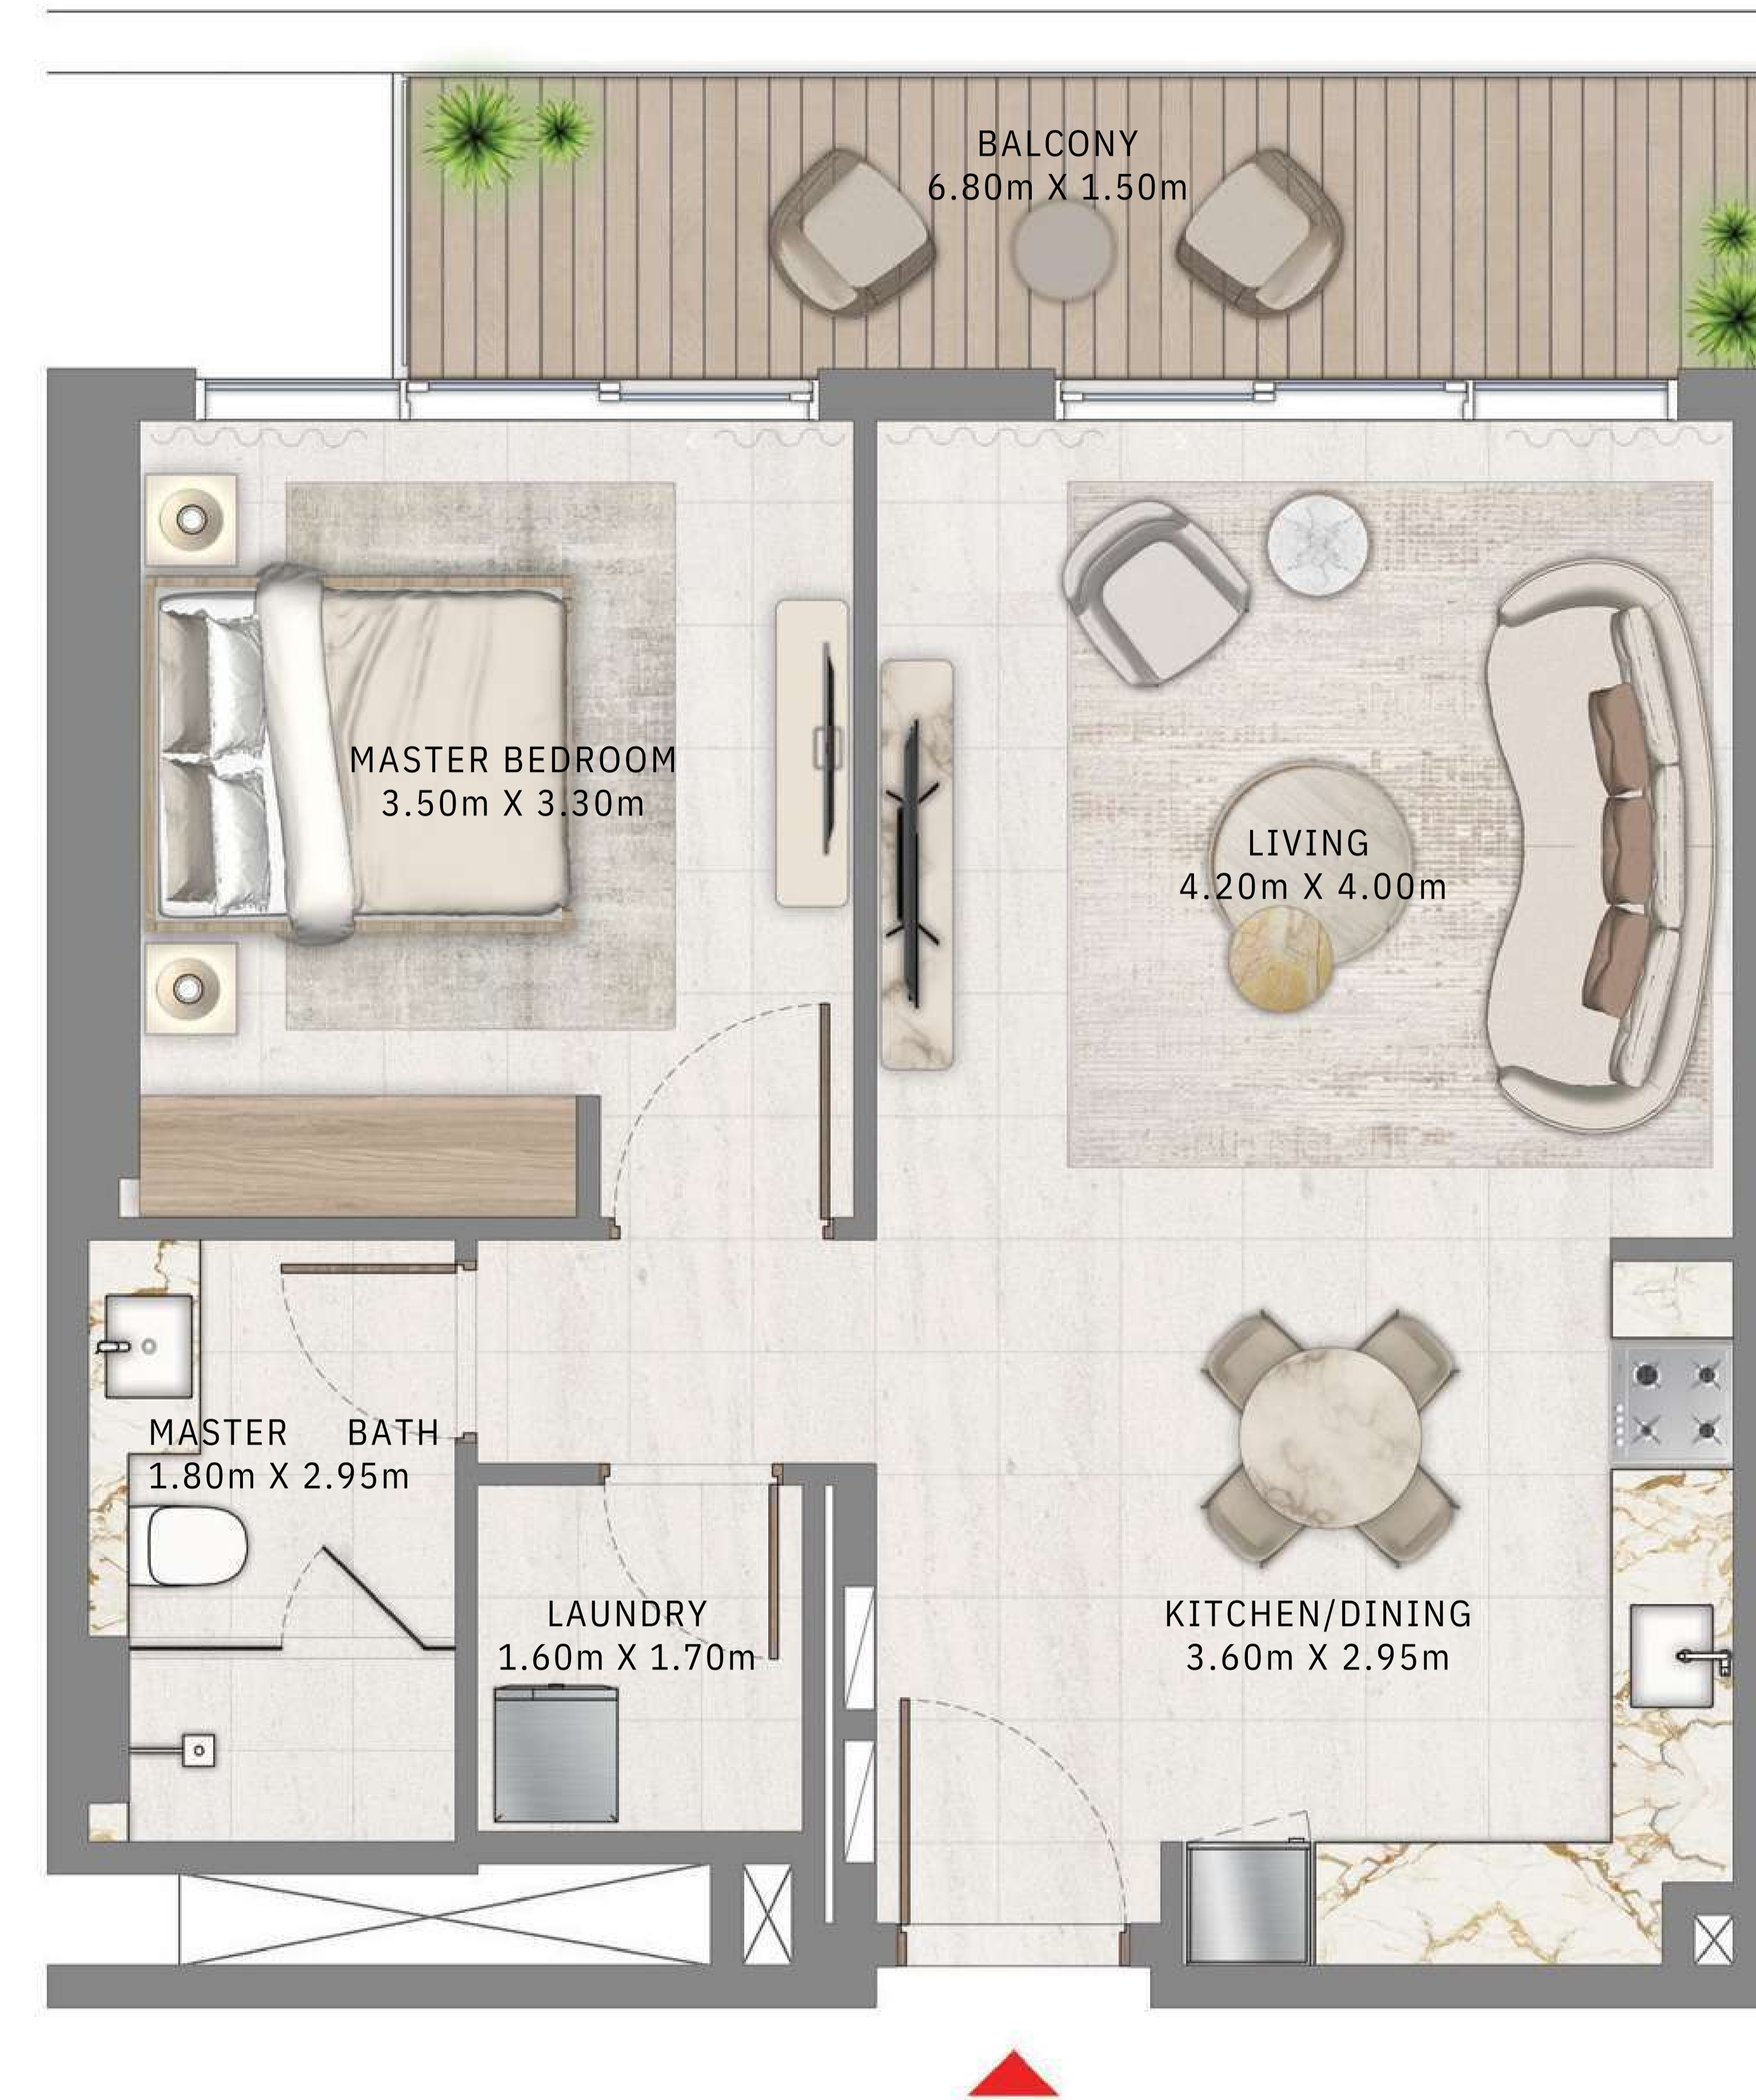 BALCONY
6.80m X 1.50m
MASTER BEDROOM
3.50m X 3.30m
LIVING
4.20m X 4.00m
MASTER BATH
1.80m X 2.95m
LAUNDRY
1.60m X 1.70m
KITCHEN/DINING
3.60m X 2.95m